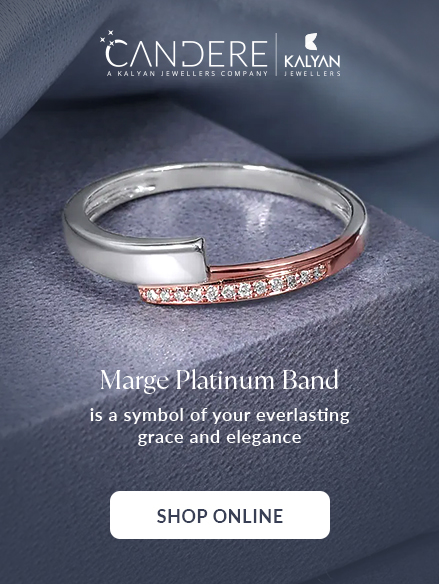 CANDERE
A KALYAN JEWELLERS COMPANY
KALYAN
JEWELLERS
Marge Platinum Band
is a symbol of your everlasting
grace and elegance
SHOP ONLINE